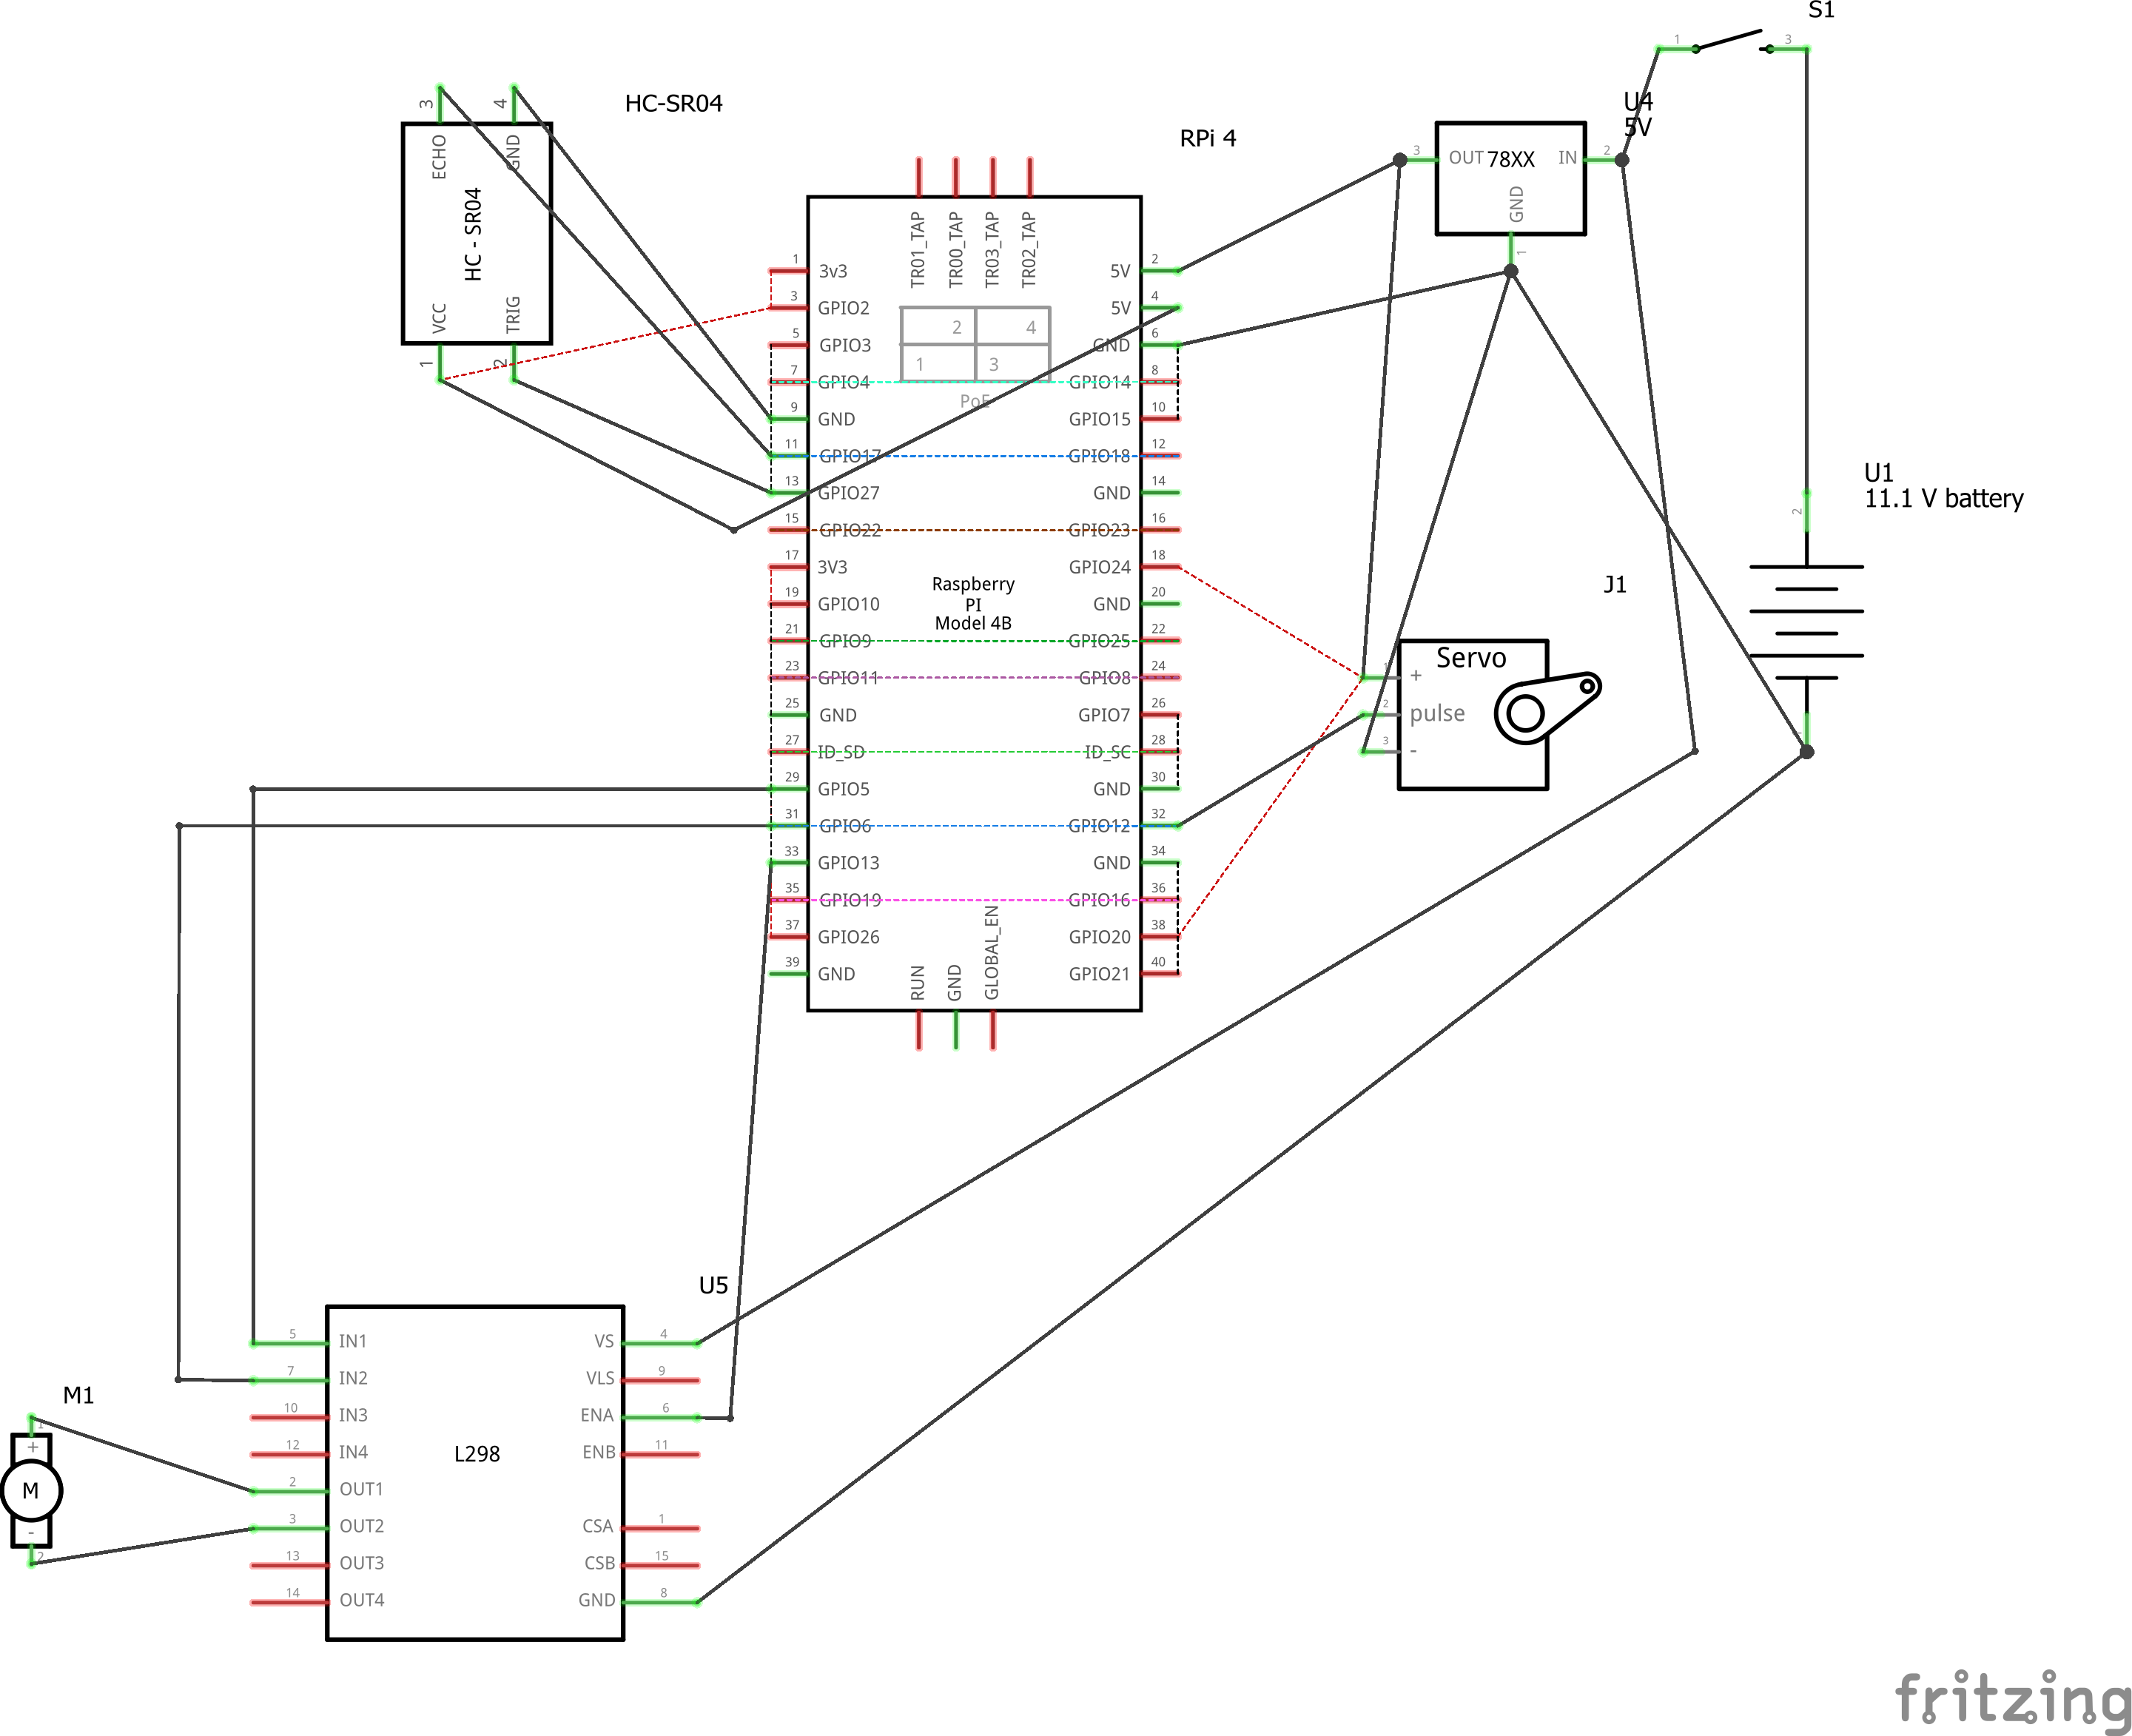 S1
1
3
HC-SR04
3
4
ECHO
GND
HC - SR04
VCC
TRIG
1
2
RPi 4
U4
5V
3
OUT
78XX
IN
2
GND
1
TR01_TAP
TR00_TAP
TR03_TAP
TR02_TAP
1
3v3
5V
2
3
GPIO2
5V
4
5
GPIO3
GND
6
7
GPIO4
GPIO14
8
9
GND
GPIO15
10
11
GPIO17
GPIO18
12
13
GPIO27
GND
14
15
GPIO22
GPIO23
16
17
3V3
GPIO24
18
19
GPIO10
GND
20
21
GPIO9
GPIO25
22
23
GPIO11
GPIO8
24
25
GND
GPIO7
26
27
ID_SD
ID_SC
28
29
GPIO5
GND
30
31
GPIO6
GPIO12
32
33
GPIO13
GND
34
35
GPIO19
GPIO16
36
37
GPIO26
GPIO20
38
39
GND
GPIO21
40
2
4
1
3
PoE
Raspberry
PI
Model 4B
RUN
GND
GLOBAL_EN
U1
11.1 V battery
2
J1
Servo
+
2
pulse
3
-
U5
5
IN1
VS
4
7
IN2
VLS
9
10
IN3
ENA
6
12
IN4
ENB
11
L298
2
OUT1
3
OUT2
CSA
1
13
OUT3
CSB
15
14
OUT4
GND
8
M1
1
+
M
-
2
fritzing